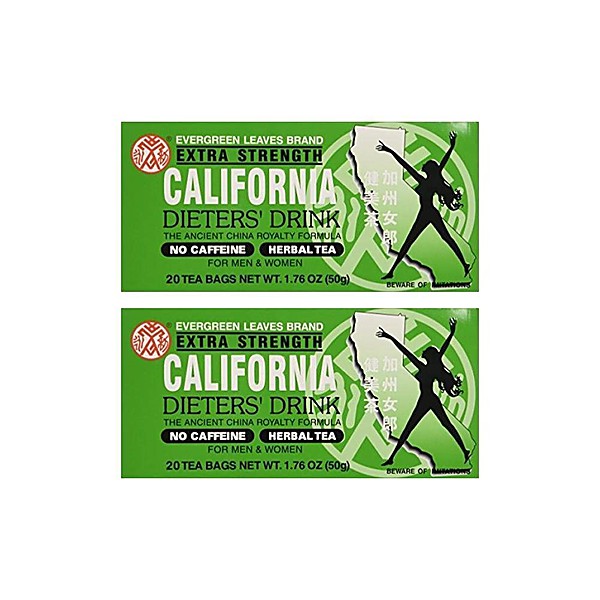 EVERGREEN LEAVES BRAND
EXTRA STRENGTH
CALIFORNIA
DIETERS' DRINK
THE ANCIENT CHINA ROYALTY FORMULA
NO CAFFEINE HERBAL TEA
FOR MEN & WOMEN
20 TEA BAGS NET WT. 1.76 OZ (50g)
加州女郎
健美茶
BEWARE OF IMITATIONS
EVERGREEN LEAVES BRAND
EXTRA STRENGTH
CALIFORNIA
DIETERS' DRINK
THE ANCIENT CHINA ROYALTY FORMULA
NO CAFFEINE HERBAL TEA
FOR MEN & WOMEN
20 TEA BAGS NET WT. 1.76 OZ (50g)
加州女郎
健美茶
BEWARE OF IMITATIONS